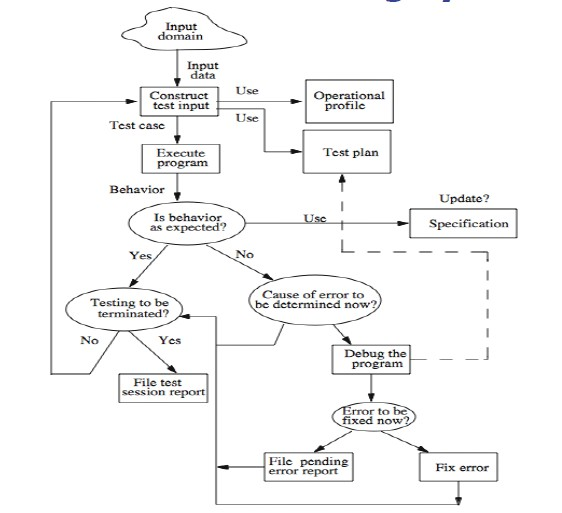 Input
domain
Input
data
Construct
test input
Use
Operational
profile
Use
Test case
Test plan
Execute
program
Behavior
Update?
Is behavior
as expected?
Use
Specification
Yes
No
Testing to be
terminated?
Cause of error to
be determined now?
No
Yes
Debug the
program
File test
session report
Error to be
fixed now?
File pending
error report
Fix error